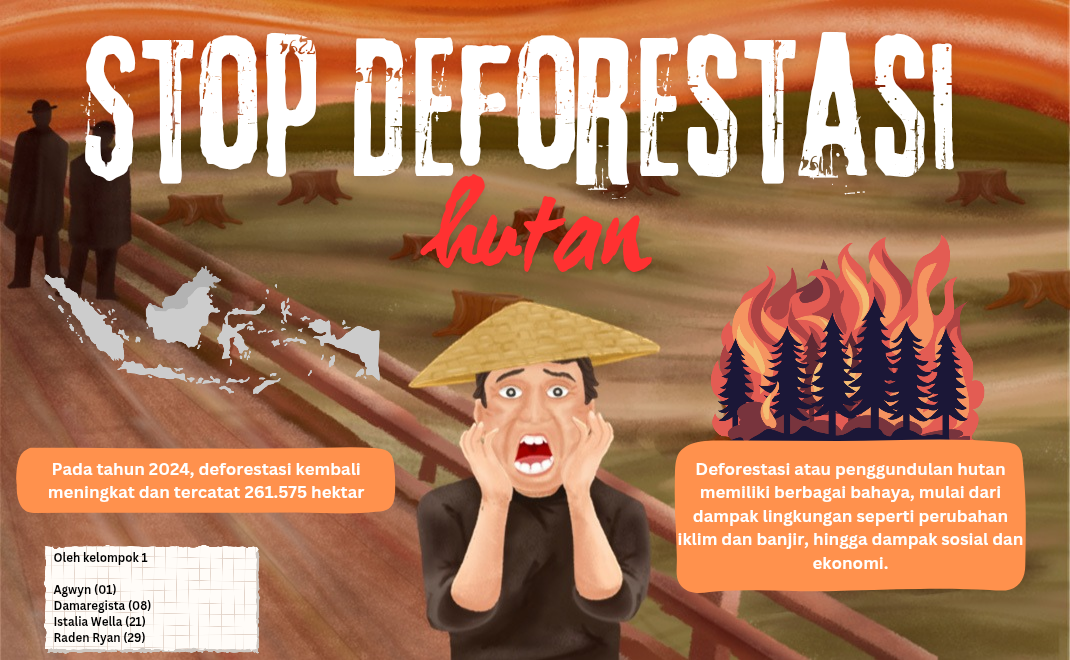 STOP DEFORESTASI
hutan
Pada tahun 2024, deforestasi kembali
meningkat dan tercatat 261.575 hektar
Deforestasi atau penggundulan hutan
memiliki berbagai bahaya, mulai dari
dampak lingkungan seperti perubahan
iklim dan banjir, hingga dampak sosial dan
ekonomi.
Oleh kelompok 1
Agwyn (01)
Damaregista (08)
Istalia Wella (21)
Raden Ryan (29)